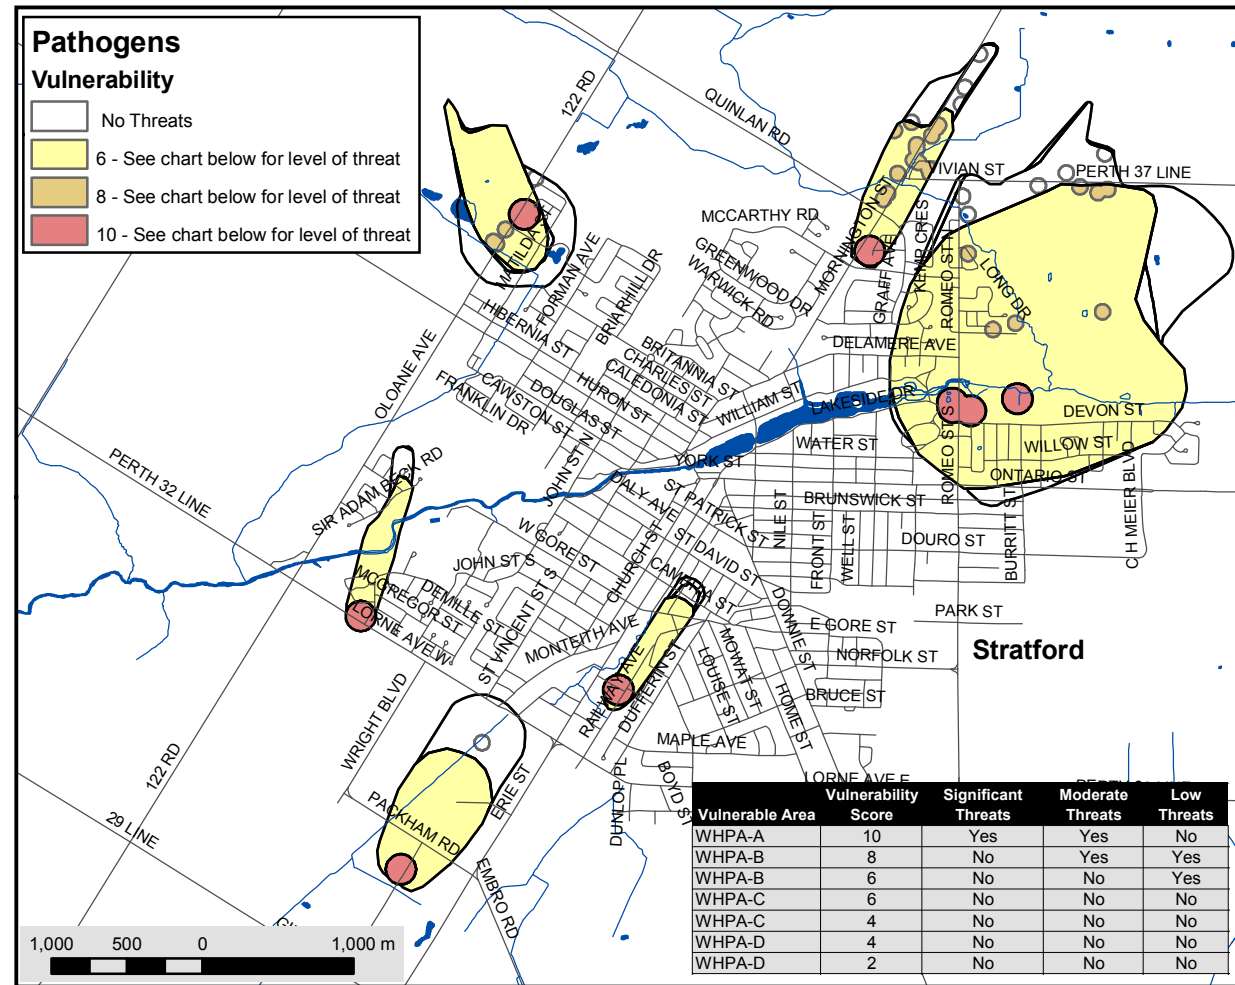 Pathogens
Vulnerability
No Threats
6 - See chart below for level of threat
8 - See chart below for level of threat
10 - See chart below for level of threat
122 RD
QUINLAN RD
VIVIAN ST
PERTH 37 LINE
MCCARTHY RD
MORNINGTON ST
GREENWOOD DR
WARWICK RD
GRAFF AVE
KEMP CRES
ROMEO ST N
LONG DR
MATILDA
FORMAN AVE
BRIARHILL DR
HIBERNIA ST
DELAMERE AVE
BRITANNIA ST
CHARLES ST
CALEDONIA ST
OLOANE AVE
CAWSTON ST
FRANKLIN DR
DOUGLAS ST
HURON ST
WILLIAM ST
LAKESIDE DR
DEVON ST
WATER ST
WILLOW ST
ROMEO ST S
YORK ST
ONTARIO ST
C H MEIER BLVD
PERTH 32 LINE
SIR ADAM BECK RD
JOHN ST N
DALY AVE
ST PATRICK ST
BRUNSWICK ST
NILE ST
FRONT ST
WELL ST
DOURO ST
BURRITT ST
W GORE ST
JOHN ST S
CHURCH ST
ST DAVID ST
CAMBRIA ST
MCGREGOR ST
DEMILLE ST
ST VINCENT ST S
LORNE AVE W
MONTEITH AVE
DOWNIE ST
PARK ST
E GORE ST
NORFOLK ST
Stratford
MOWAT ST
LOUISE ST
HOME ST
BRUCE ST
RAILWAY AVE
DUFFERIN ST
MAPLE AVE
WRIGHT BLVD
122 RD
29 LINE
PACKHAM RD
ERIE ST
EMBRO RD
DUNLOP PL
BOYD ST
LORNE AVE E
Vulnerable Area Vulnerability Score Significant Threats Moderate Threats Low Threats
WHPA-A 10 Yes Yes No
WHPA-B 8 No Yes Yes
WHPA-B 6 No No Yes
WHPA-C 6 No No No
WHPA-C 4 No No No
WHPA-D 4 No No No
WHPA-D 2 No No No
1,000 500 0 1,000 m